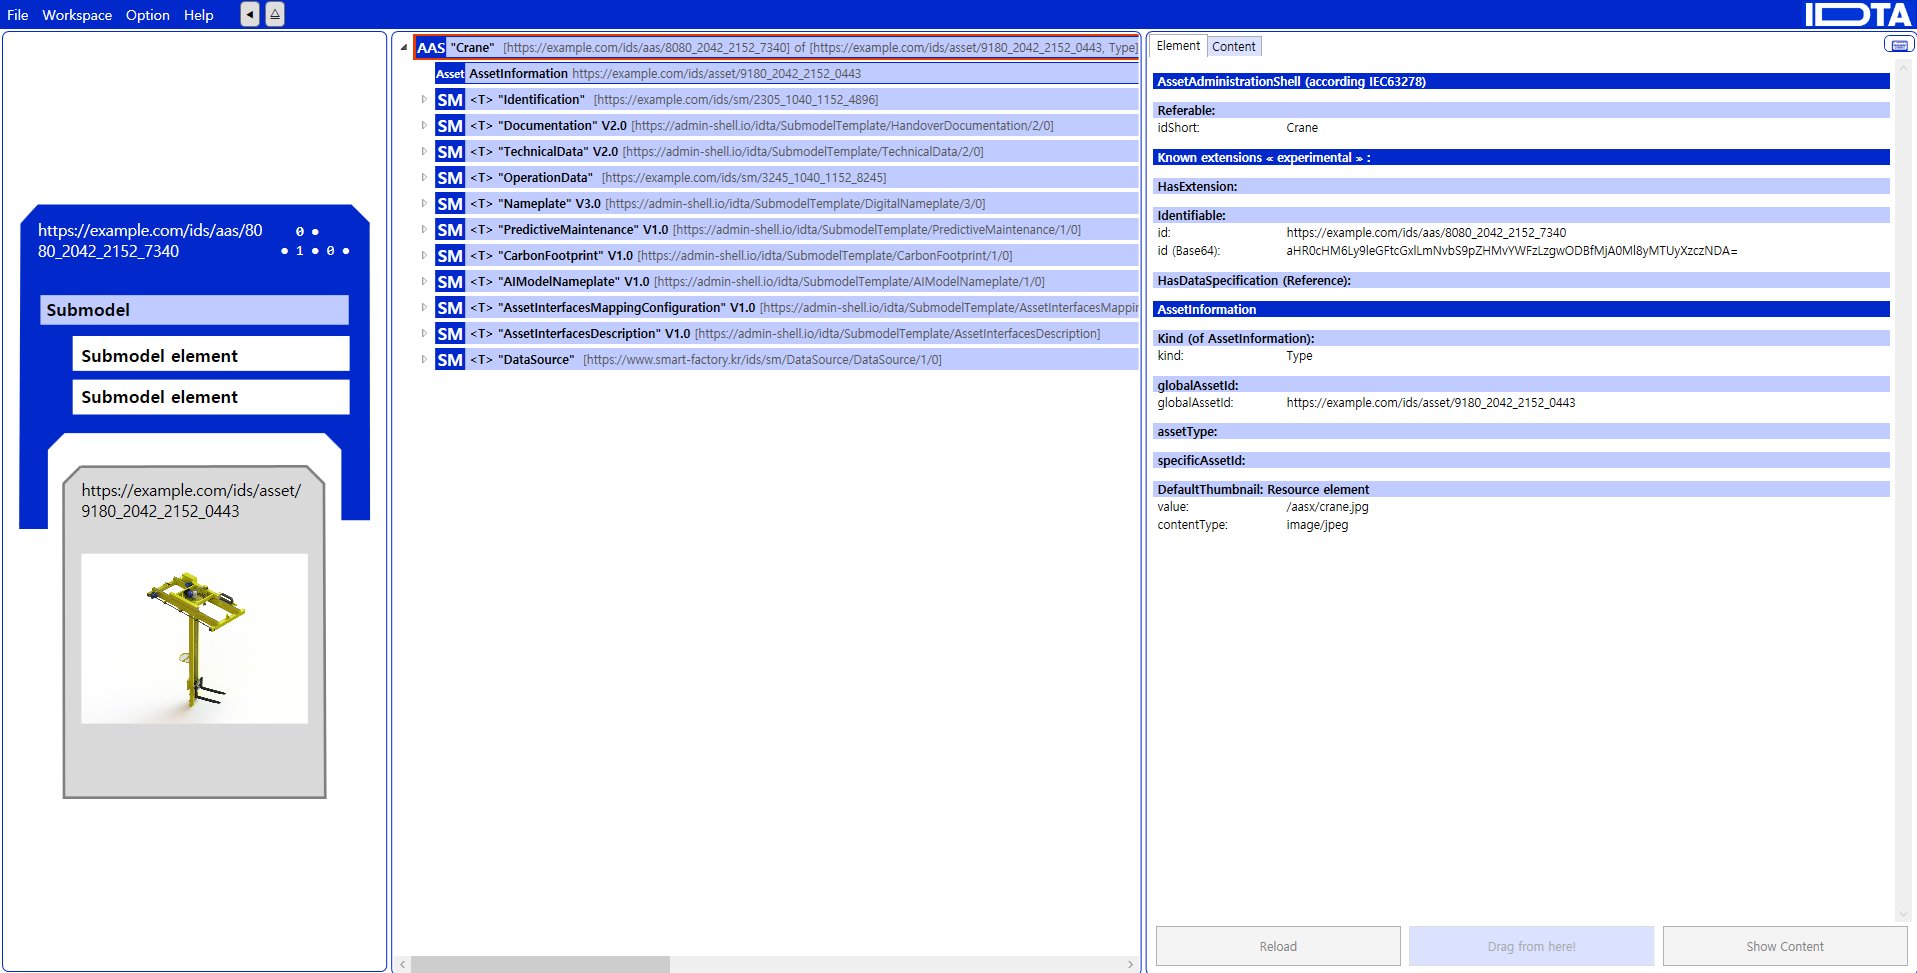 File Workspace Option Help
IDTA
https://example.com/ids/aas/80
80_2042_2152_7340
0
1 0
Submodel
Submodel element
Submodel element
https://example.com/ids/asset/
9180_2042_2152_0443
AAS "Crane" [https://example.com/ids/aas/8080_2042_2152_7340] of [https://example.com/ids/asset/9180_2042_2152_0443, Type]
Asset AssetInformation https://example.com/ids/asset/9180_2042_2152_0443
SM <T> "Identification" [https://example.com/ids/sm/2305_1040_1152_4896]
SM <T> "Documentation" V2.0 [https://admin-shell.io/idta/SubmodelTemplate/HandoverDocumentation/2/0]
SM <T> "TechnicalData" V2.0 [https://admin-shell.io/idta/SubmodelTemplate/TechnicalData/2/0]
SM <T> "OperationData" [https://example.com/ids/sm/3245_1040_1152_8245]
SM <T> "Nameplate" V3.0 [https://admin-shell.io/idta/SubmodelTemplate/DigitalNameplate/3/0]
SM <T> "PredictiveMaintenance" V1.0 [https://admin-shell.io/idta/SubmodelTemplate/PredictiveMaintenance/1/0]
SM <T> "CarbonFootprint" V1.0 [https://admin-shell.io/idta/SubmodelTemplate/CarbonFootprint/1/0]
SM <T> "AIModelNameplate" V1.0 [https://admin-shell.io/idta/SubmodelTemplate/AIModelNameplate/1/0]
SM <T> "AssetInterfacesMappingConfiguration" V1.0 [https://admin-shell.io/idta/SubmodelTemplate/AssetInterfacesMappin
SM <T> "AssetInterfacesDescription" V1.0 [https://admin-shell.io/idta/SubmodelTemplate/AssetInterfacesDescription]
SM <T> "DataSource" [https://www.smart-factory.kr/ids/sm/DataSource/DataSource/1/0]
Element Content
AssetAdministrationShell (according IEC63278)
Referable:
idShort: Crane
Known extensions « experimental » :
HasExtension:
Identifiable:
id: https://example.com/ids/aas/8080_2042_2152_7340
id (Base64): aHR0cHM6Ly9leGFtcGxlLmNvbS9pZHMvYWFzLzgwODBfMjA0Ml8yMTUyXzczNDA=
HasDataSpecification (Reference):
AssetInformation
Kind (of AssetInformation):
kind: Type
globalAssetId:
globalAssetId: https://example.com/ids/asset/9180_2042_2152_0443
assetType:
specificAssetId:
DefaultThumbnail: Resource element
value: /aasx/crane.jpg
contentType: image/jpeg
Reload Drag from here! Show Content